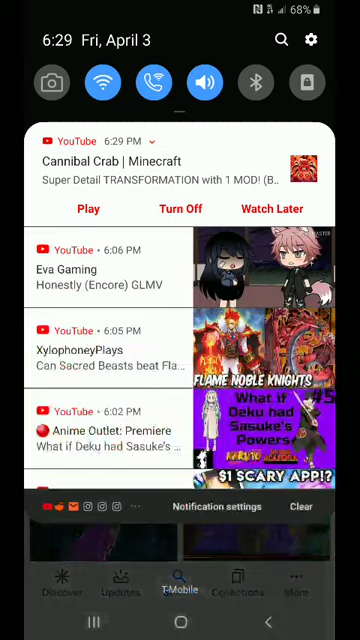 68%
6:29 Fri, April 3
YouTube • 6:29 PM
Cannibal Crab | Minecraft
Super Detail TRANSFORMATION with 1 MOD! (B..
Play Turn Off Watch Later
YouTube • 6:06 PM
Eva Gaming
Honestly (Encore) GLMV
YouTube • 6:05 PM
XylophoneyPlays
Can Sacred Beasts beat Fla...
FLAME NOBLE KNIGHTS
YouTube • 6:02 PM
Anime Outlet: Premiere
What if Deku had Sasuke's ...
What if #5
Deku had
Sasuke's
Powers
NARUTO
$1 SCARY APP!?
Notification settings Clear
Discover Updates T-Mobile Collections More